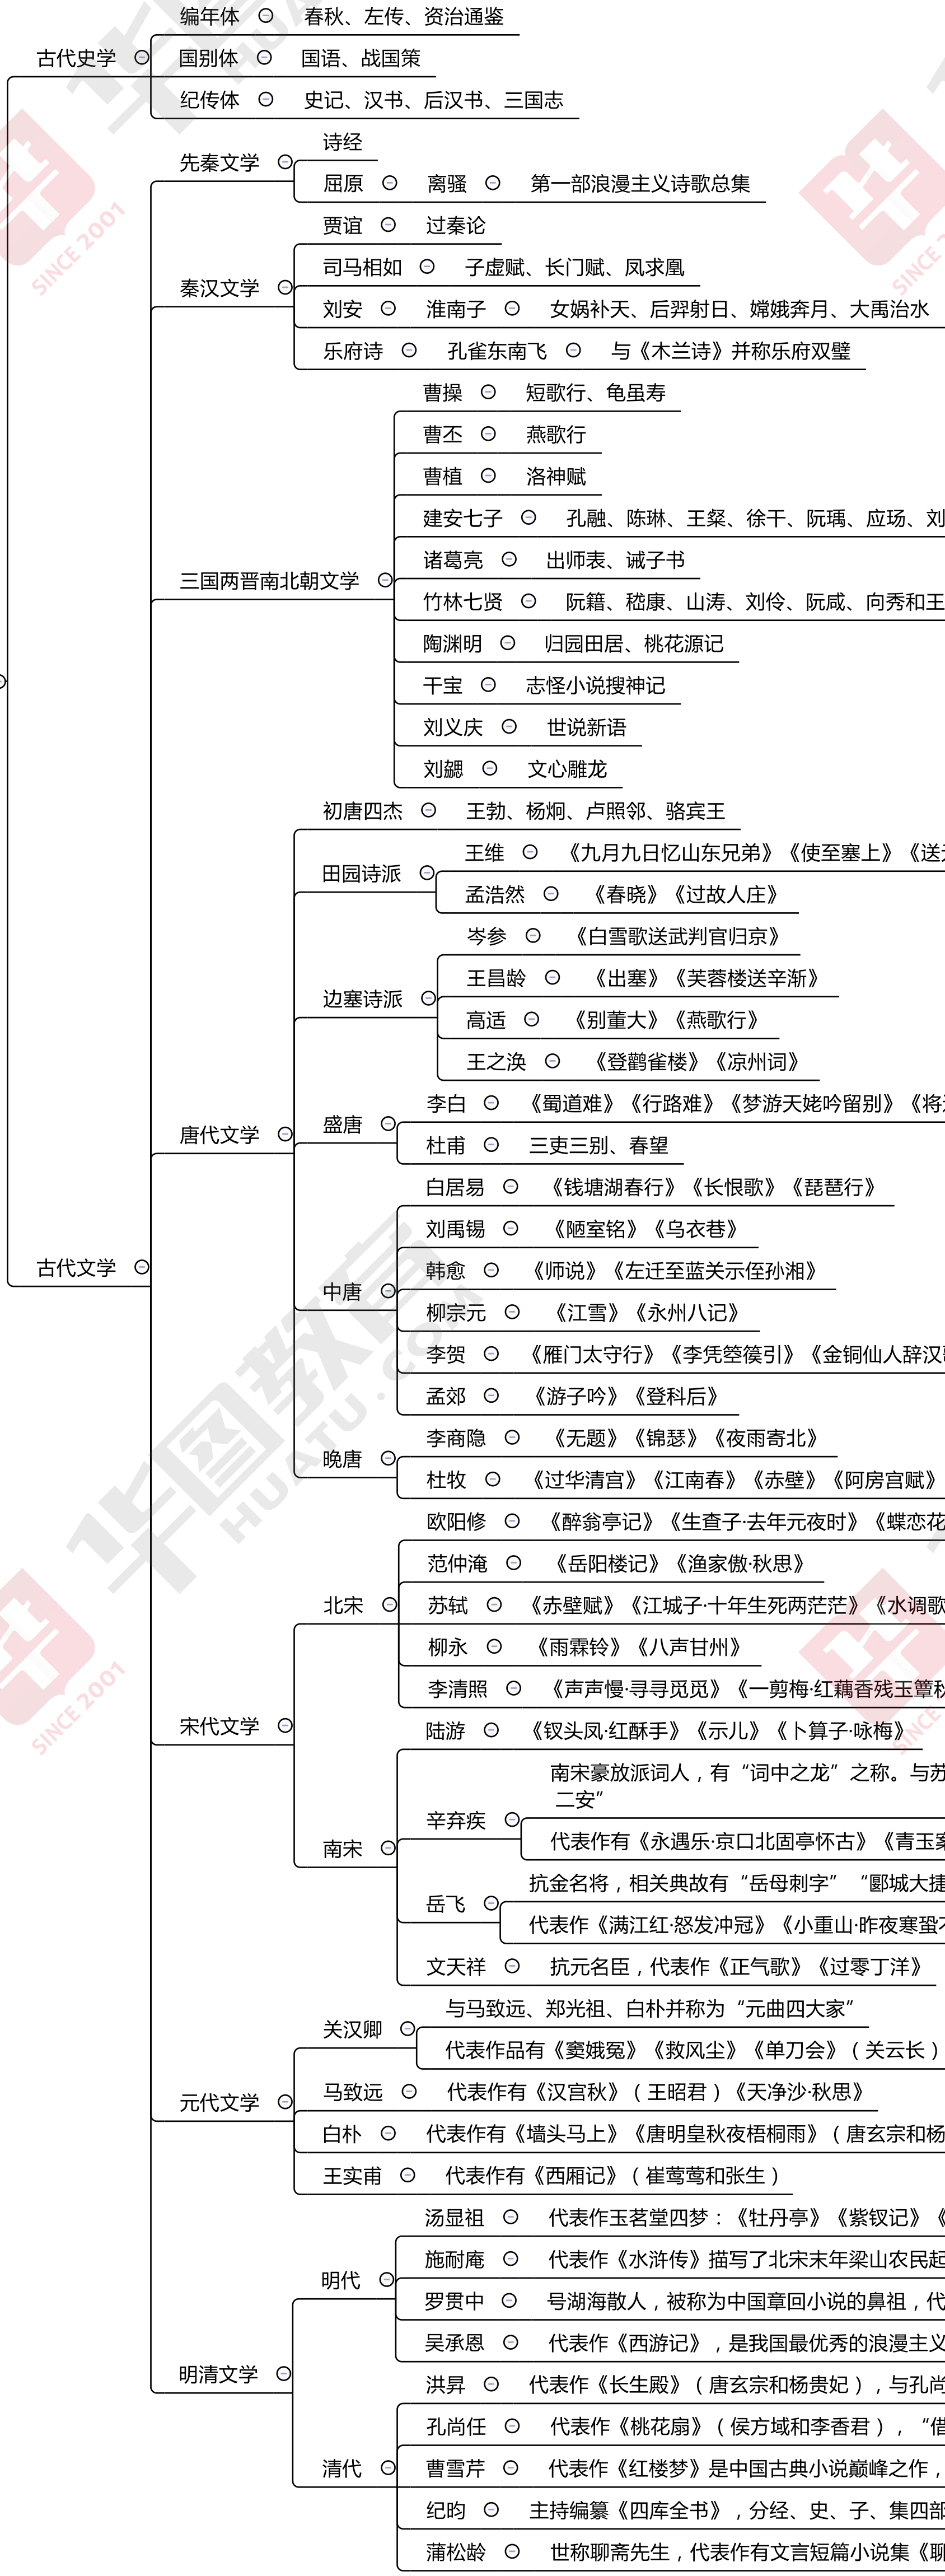 编年体 春秋、左传、资治通鉴
古代史学 国别体 国语、战国策
纪传体 史记、汉书、后汉书、三国志
诗经
先秦文学
屈原 离骚 第一部浪漫主义诗歌总集
贾谊 过秦论
司马相如 子虚赋、长门赋、凤求凰
秦汉文学
刘安 淮南子 女娲补天、后羿射日、嫦娥奔月、大禹治水
乐府诗 孔雀东南飞 与《木兰诗》并称乐府双璧
曹操 短歌行、龟虽寿
曹丕 燕歌行
曹植 洛神赋
建安七子 孔融、陈琳、王粲、徐干、阮瑀、应玚、刘
诸葛亮 出师表、诫子书
三国两晋南北朝文学
竹林七贤 阮籍、嵇康、山涛、刘伶、阮咸、向秀和王
陶渊明 归园田居、桃花源记
干宝 志怪小说搜神记
刘义庆 世说新语
刘勰 文心雕龙
初唐四杰 王勃、杨炯、卢照邻、骆宾王
王维 《九月九日忆山东兄弟》《使至塞上》《送
田园诗派
孟浩然 《春晓》《过故人庄》
岑参 《白雪歌送武判官归京》
王昌龄 《出塞》《芙蓉楼送辛渐》
边塞诗派
高适 《别董大》《燕歌行》
王之涣 《登鹳雀楼》《凉州词》
李白 《蜀道难》《行路难》《梦游天姥吟留别》《将
盛唐
唐代文学
杜甫 三吏三别、春望
白居易 《钱塘湖春行》《长恨歌》《琵琶行》
刘禹锡 《陋室铭》《乌衣巷》
古代文学
韩愈 《师说》《左迁至蓝关示侄孙湘》
中唐
柳宗元 《江雪》《永州八记》
李贺 《雁门太守行》《李凭箜篌引》《金铜仙人辞汉
孟郊 《游子吟》《登科后》
李商隐 《无题》《锦瑟》《夜雨寄北》
晚唐
杜牧 《过华清宫》《江南春》《赤壁》《阿房宫赋》
欧阳修 《醉翁亭记》《生查子·去年元夜时》《蝶恋花
范仲淹 《岳阳楼记》《渔家傲·秋思》
北宋 苏轼 《赤壁赋》《江城子·十年生死两茫茫》《水调歌
柳永 《雨霖铃》《八声甘州》
李清照 《声声慢·寻寻觅觅》《一剪梅·红藕香残玉簟秋
宋代文学
陆游 《钗头凤·红酥手》《示儿》《卜算子·咏梅》
南宋豪放派词人，有“词中之龙”之称。与苏
二安”
辛弃疾
代表作有《永遇乐·京口北固亭怀古》《青玉案
南宋
抗金名将，相关典故有“岳母刺字”“郾城大捷
岳飞
代表作《满江红·怒发冲冠》《小重山·昨夜寒蛩不
文天祥 抗元名臣，代表作《正气歌》《过零丁洋》
与马致远、郑光祖、白朴并称为“元曲四大家”
关汉卿
代表作品有《窦娥冤》《救风尘》《单刀会》（关云长）
马致远 代表作有《汉宫秋》（王昭君）《天净沙·秋思》
元代文学
白朴 代表作有《墙头马上》《唐明皇秋夜梧桐雨》（唐玄宗和杨
王实甫 代表作有《西厢记》（崔莺莺和张生）
汤显祖 代表作玉茗堂四梦：《牡丹亭》《紫钗记》《
施耐庵 代表作《水浒传》描写了北宋末年梁山农民起
明代
罗贯中 号湖海散人，被称为中国章回小说的鼻祖，代
吴承恩 代表作《西游记》，是我国最优秀的浪漫主义
明清文学
洪昇 代表作《长生殿》（唐玄宗和杨贵妃），与孔尚
孔尚任 代表作《桃花扇》（侯方域和李香君），“借
清代 曹雪芹 代表作《红楼梦》是中国古典小说巅峰之作，
纪昀 主持编纂《四库全书》，分经、史、子、集四部
蒲松龄 世称聊斋先生，代表作有文言短篇小说集《聊
华图教育
HUATU.COM
SINCE 2001
SINCE 2001